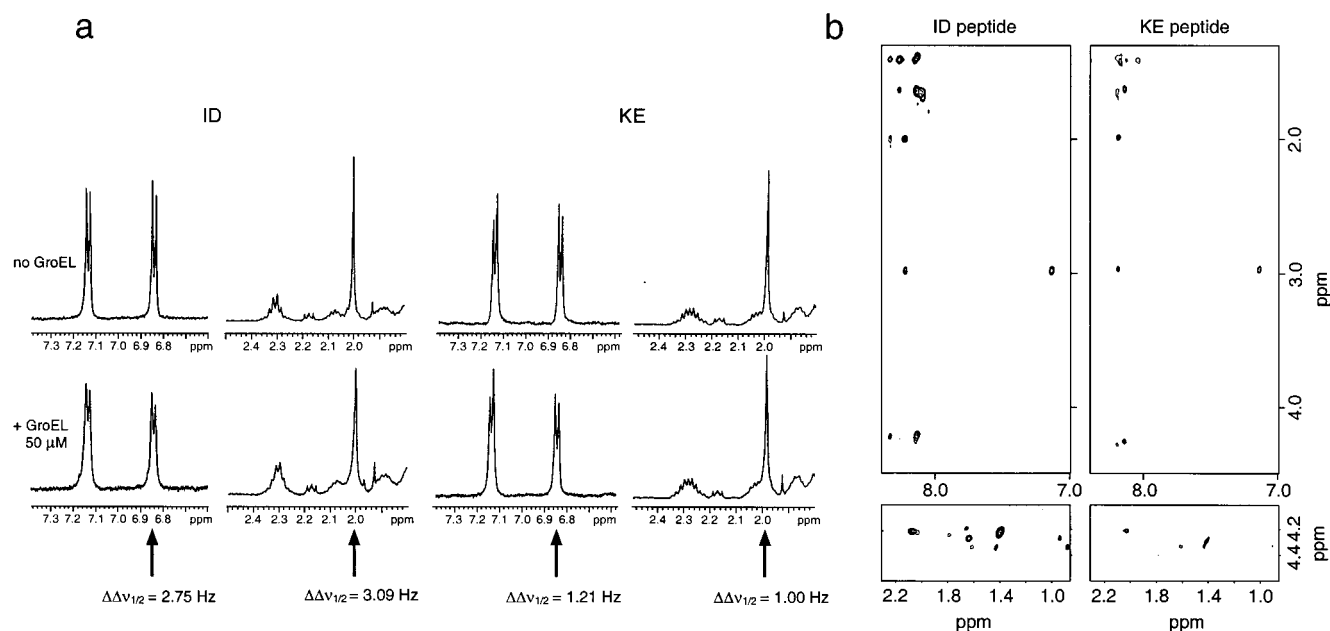 a
b
ID
KE
ID peptide
KE peptide
no GroEL
7.3 7.2 7.1 7.0 6.9 6.8 ppm
2.4 2.3 2.2 2.1 2.0 ppm
7.3 7.2 7.1 7.0 6.9 6.8 ppm
2.4 2.3 2.2 2.1 2.0 ppm
+ GroEL
50 μM
7.3 7.2 7.1 7.0 6.9 6.8 ppm
2.4 2.3 2.2 2.1 2.0 ppm
7.3 7.2 7.1 7.0 6.9 6.8 ppm
2.4 2.3 2.2 2.1 2.0 ppm
ΔΔν1/2 = 2.75 Hz
ΔΔν1/2 = 3.09 Hz
ΔΔν1/2 = 1.21 Hz
ΔΔν1/2 = 1.00 Hz
2.0
3.0
ppm
4.0
8.0 7.0
8.0 7.0
4.4 4.2
ppm
2.2 1.8 1.4 1.0
2.2 1.8 1.4 1.0
ppm
ppm